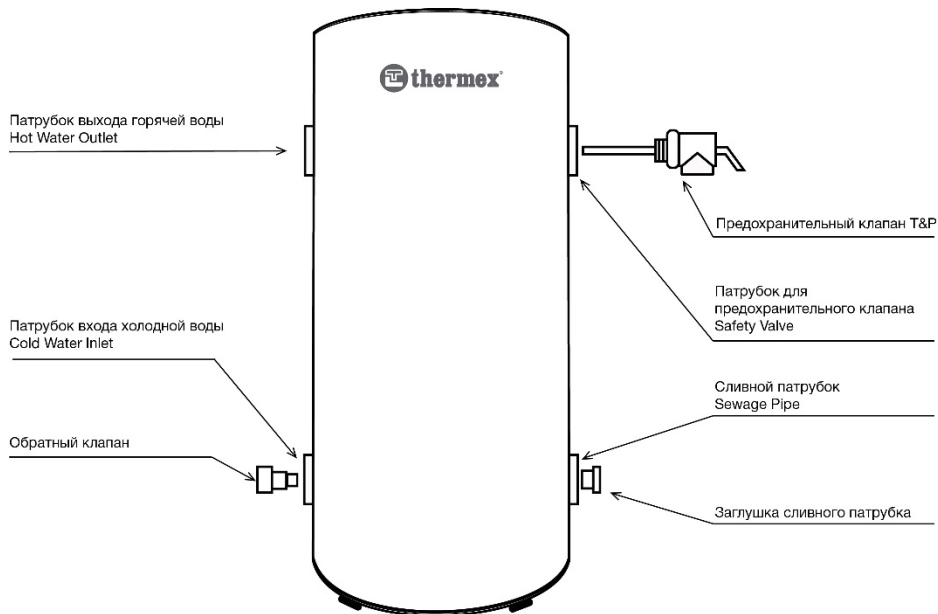 thermex
Патрубок выхода горячей воды
Hot Water Outlet
Предохранительный клапан T&P
Патрубок для
предохранительного клапана
Safety Valve
Патрубок входа холодной воды
Cold Water Inlet
Сливной патрубок
Sewage Pipe
Обратный клапан
Заглушка сливного патрубка